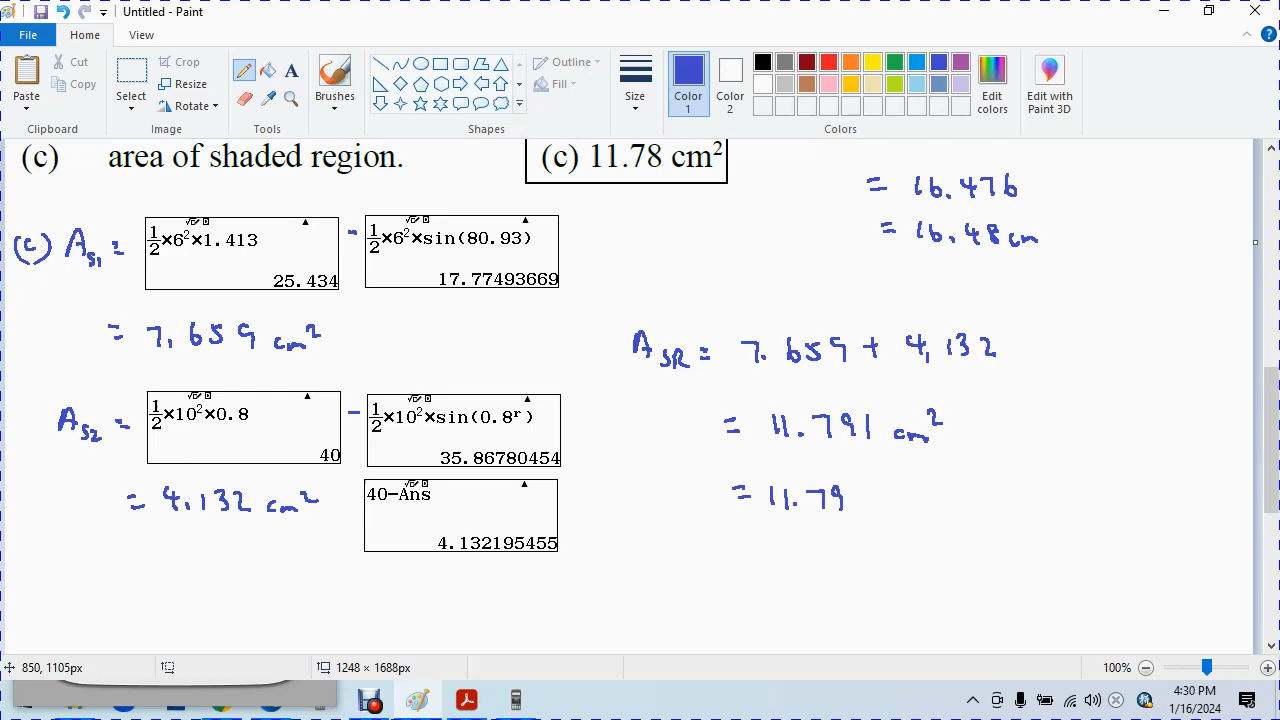 Untitled - Paint
File Home View
Paste Cut Copy
Select Crop Resize Rotate
Brushes
Outline Fill
Size
Color 1
Color 2
Edit colors
Edit with Paint 3D
Clipboard Image Tools Shapes Colors
(c) area of shaded region. (c) 11.78 cm²
= 16.476
= 16.48 cm
(c) A_S1 = 1/2×6²×1.413 25.434 - 1/2×6²×sin(80.93) 17.77493669
= 7.659 cm²
A_SR = 7.659 + 4.132
A_S2 = 1/2×10²×0.8 40 - 1/2×10²×sin(0.8ʳ) 35.86780454
= 11.791 cm²
= 4.132 cm² 40-Ans 4.132195455
= 11.79
850, 1105px 1248 × 1688px 100%
4:30 PM
1/16/2024